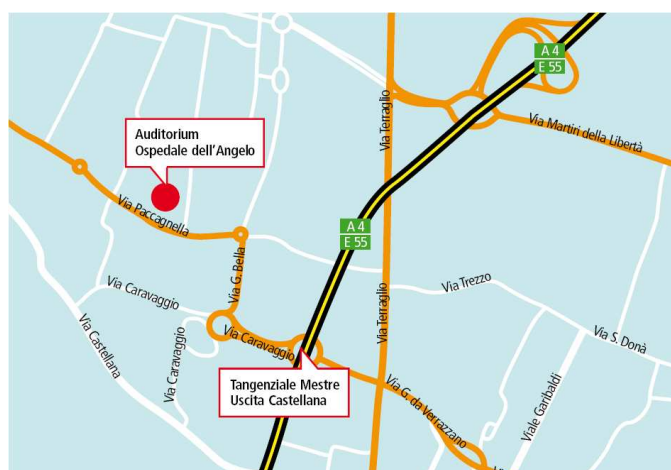 A 4
E 55
Via Terraglio
Via Martiri della Libertà
Auditorium
Ospedale dell'Angelo
Via Paccagnella
A 4
E 55
Via G. Bella
Via Trezzo
Via Caravaggio
Via Castellana
Via Caravaggio
Via Caravaggio
Via Terraglio
Via S. Donà
Tangenziale Mestre
Uscita Castellana
Via G. da Verrazzano
Viale Garibaldi